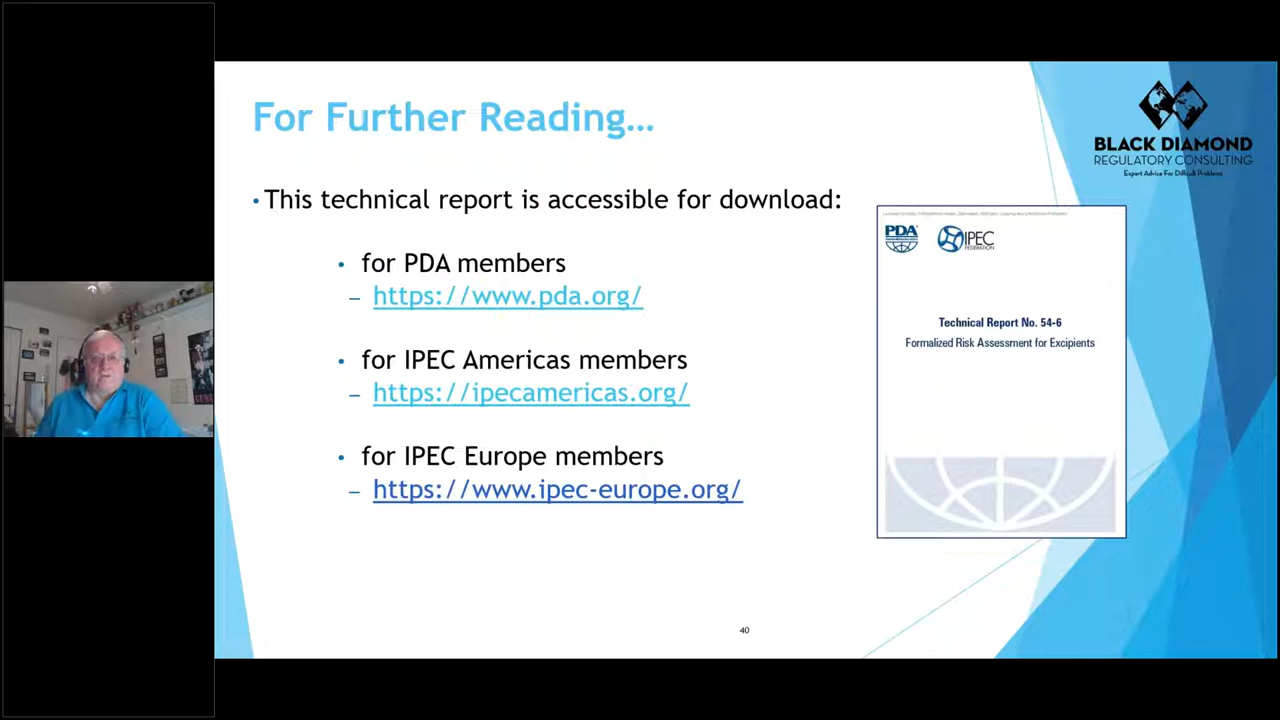 For Further Reading...
BLACK DIAMOND
REGULATORY CONSULTING
Expert Advice For Difficult Problems
• This technical report is accessible for download:
• for PDA members
– https://www.pda.org/
• for IPEC Americas members
– https://ipecamericas.org/
• for IPEC Europe members
– https://www.ipec-europe.org/
PDA
IPEC
FEDERATION
Technical Report No. 54-6
Formalized Risk Assessment for Excipients
40